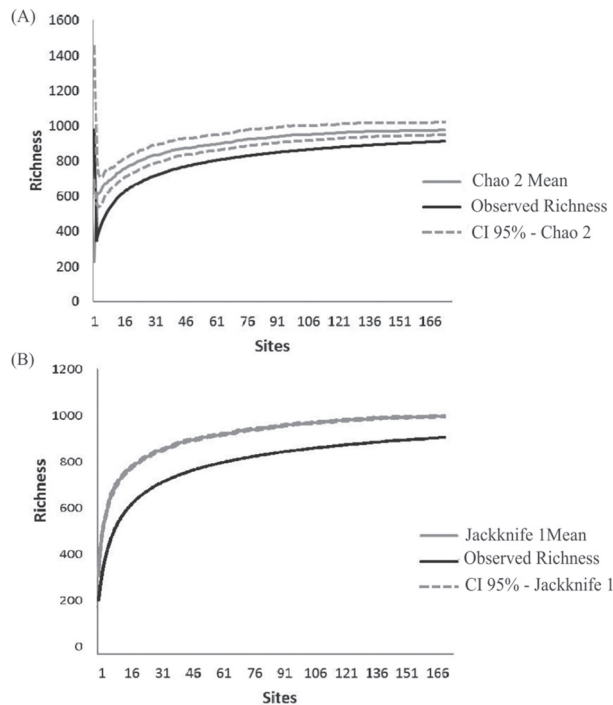 (A)
1600
1400
1200
1000
800
600
400
200
0
Richness
1 16 31 46 61 76 91 106 121 136 151 166
Sites
Chao 2 Mean
Observed Richness
CI 95% - Chao 2
(B)
1200
1000
800
600
400
200
0
Richness
1 16 31 46 61 76 91 106 121 136 151 166
Sites
Jackknife 1Mean
Observed Richness
CI 95% - Jackknife 1